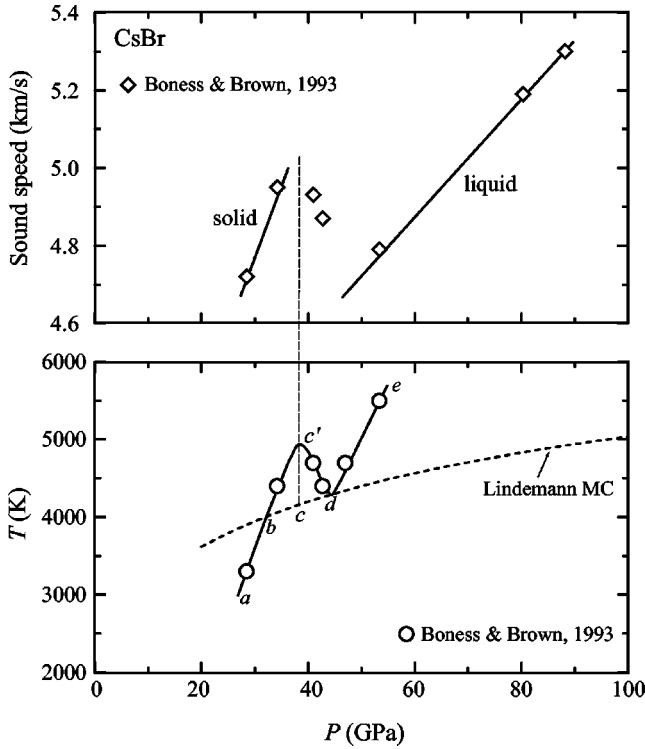 CsBr
Boness & Brown, 1993
solid
liquid
Sound speed (km/s)
5.4
5.2
5.0
4.8
4.6
6000
5000
4000
3000
2000
T (K)
e
c'
d
c
b
a
Lindemann MC
Boness & Brown, 1993
0 20 40 60 80 100
P (GPa)